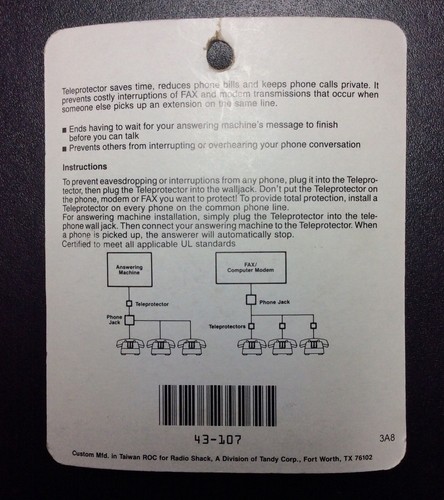 Teleprotector saves time, reduces phone bills and keeps phone calls private. It
prevents costly interruptions of FAX and modem transmissions that occur when
someone else picks up an extension on the same line.
■ Ends having to wait for your answering machine's message to finish
before you can talk
■ Prevents others from interrupting or overhearing your phone conversation
Instructions
To prevent eavesdropping or interruptions from any phone, plug it into the Telepro-
tector, then plug the Teleprotector into the walljack. Don't put the Teleprotector on
the phone, modem or FAX you want to protect! To provide total protection, install a
Teleprotector on every phone on the common phone line.
For answering machine installation, simply plug the Teleprotector into the tele-
phone wall jack. Then connect your answering machine to the Teleprotector. When
a phone is picked up, the answerer will automatically stop.
Certified to meet all applicable UL standards
Answering
Machine
FAX/
Computer Modem
Teleprotector
Phone Jack
Phone
Jack
Teleprotectors
43-107
3A8
Custom Mfd. in Taiwan ROC for Radio Shack, A Division of Tandy Corp., Fort Worth, TX 76102